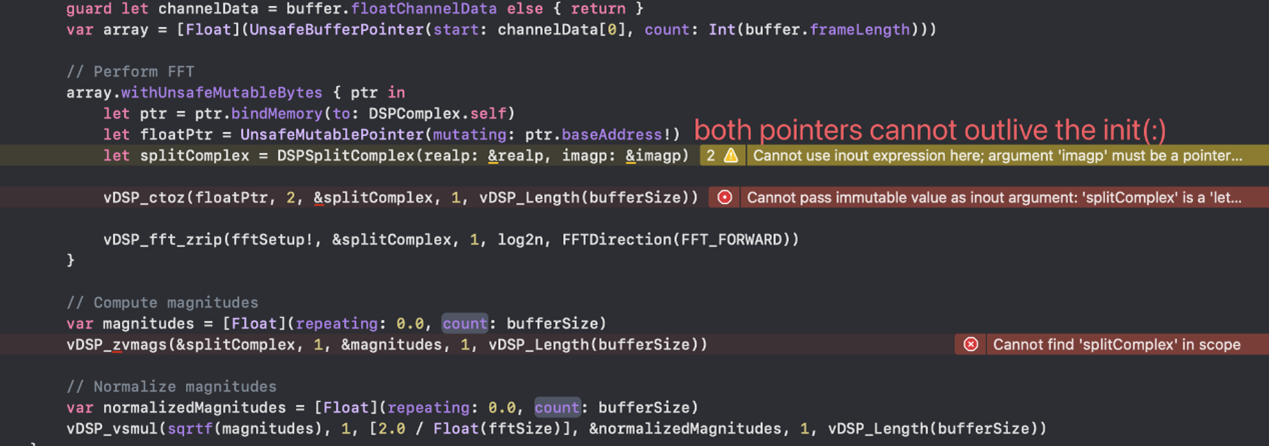 guard let channelData = buffer.floatChannelData else { return }
var array = [Float](UnsafeBufferPointer(start: channelData[0], count: Int(buffer.frameLength)))
// Perform FFT
array.withUnsafeMutableBytes { ptr in
let ptr = ptr.bindMemory(to: DSPComplex.self)
let floatPtr = UnsafeMutablePointer(mutating: ptr.baseAddress!) both pointers cannot outlive the init(:)
let splitComplex = DSPSplitComplex(realp: &realp, imagp: &imagp) 2 Cannot use inout expression here; argument 'imagp' must be a pointer...
vDSP_ctoz(floatPtr, 2, &splitComplex, 1, vDSP_Length(bufferSize)) Cannot pass immutable value as inout argument: 'splitComplex' is a 'let...
vDSP_fft_zrip(fftSetup!, &splitComplex, 1, log2n, FFTDirection(FFT_FORWARD))
}
// Compute magnitudes
var magnitudes = [Float](repeating: 0.0, count: bufferSize)
vDSP_zvmags(&splitComplex, 1, &magnitudes, 1, vDSP_Length(bufferSize)) Cannot find 'splitComplex' in scope
// Normalize magnitudes
var normalizedMagnitudes = [Float](repeating: 0.0, count: bufferSize)
vDSP_vsmul(sqrtf(magnitudes), 1, [2.0 / Float(fftSize)], &normalizedMagnitudes, 1, vDSP_Length(bufferSize))